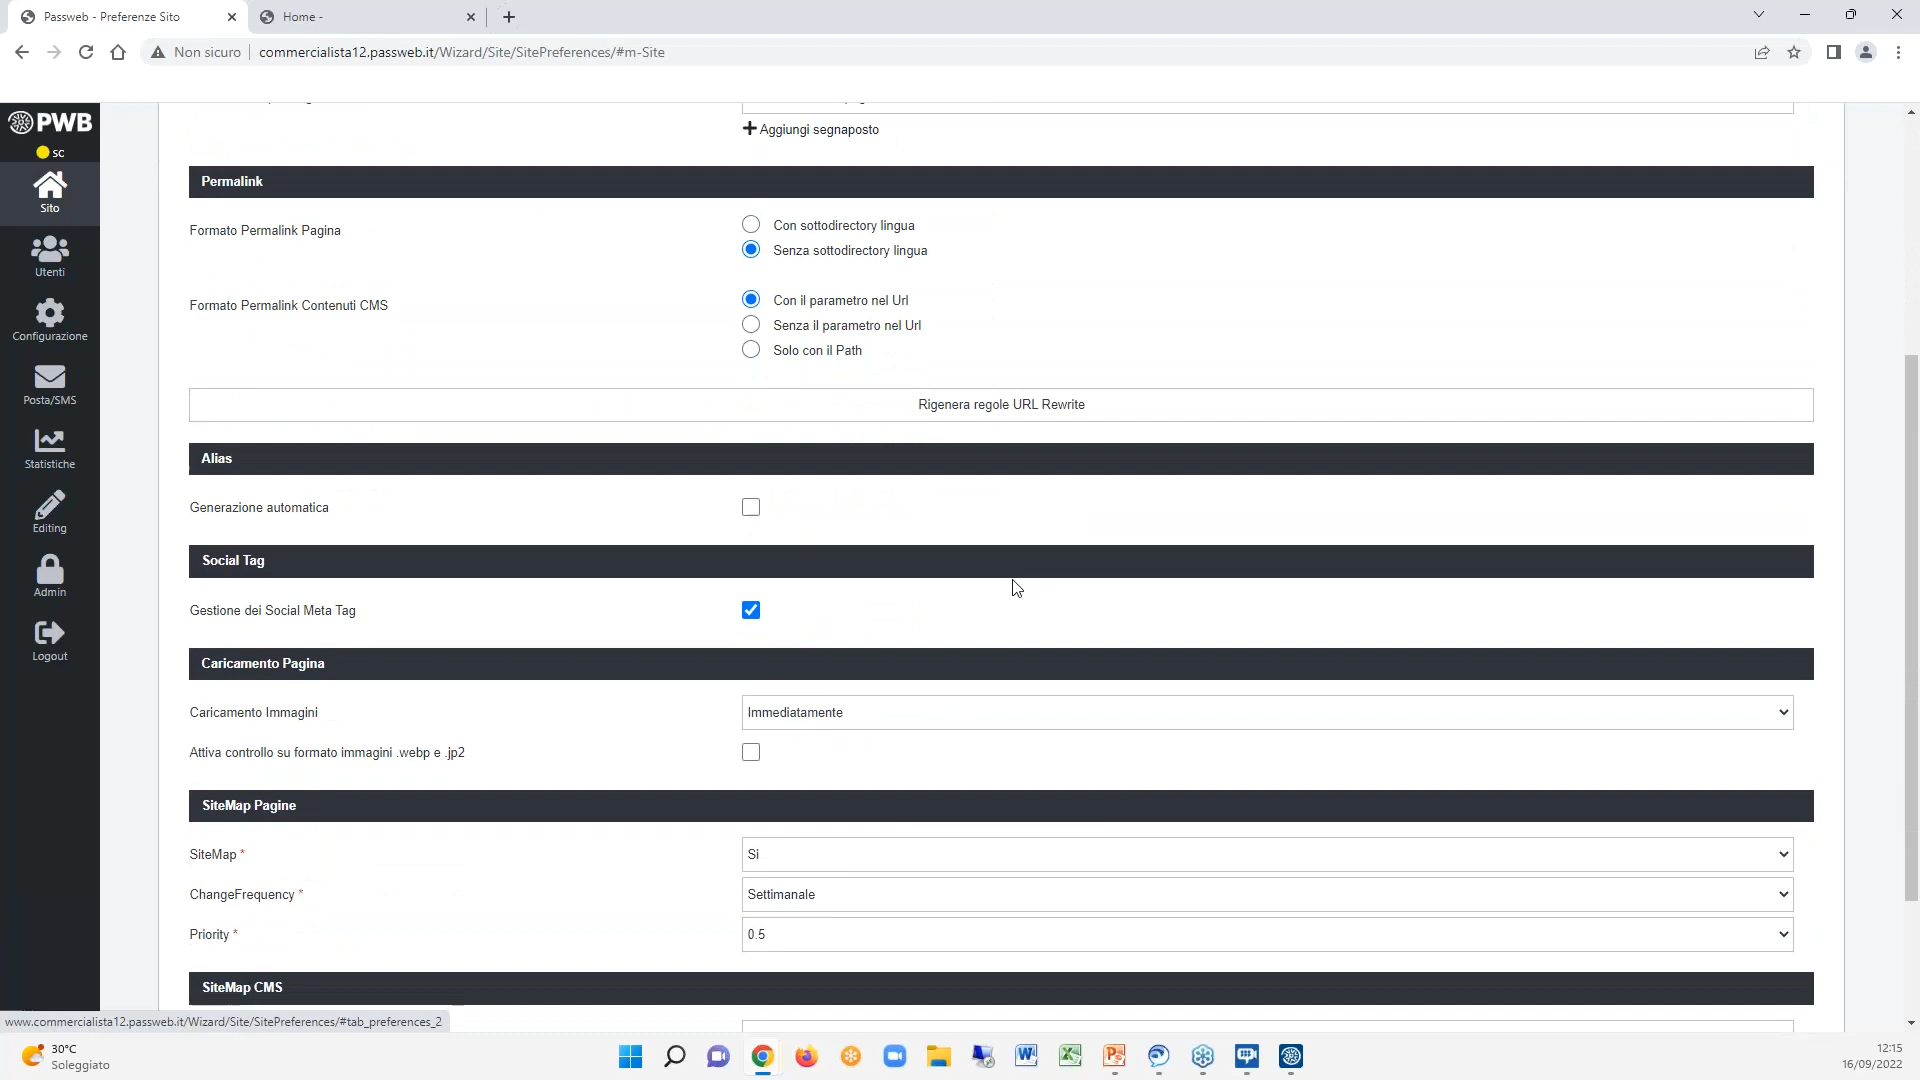 Passweb - Preferenze Sito
Home -
Non sicuro
commercialista12.passweb.it/Wizard/Site/SitePreferences/#m-Site
PWB
sc
Sito
Utenti
Configurazione
Posta/SMS
Statistiche
Editing
Admin
Logout
Aggiungi segnaposto
Permalink
Formato Permalink Pagina
Con sottodirectory lingua
Senza sottodirectory lingua
Formato Permalink Contenuti CMS
Con il parametro nel Url
Senza il parametro nel Url
Solo con il Path
Rigenera regole URL Rewrite
Alias
Generazione automatica
Social Tag
Gestione dei Social Meta Tag
Caricamento Pagina
Caricamento Immagini
Immediatamente
Attiva controllo su formato immagini .webp e .jp2
SiteMap Pagine
SiteMap *
Si
ChangeFrequency *
Settimanale
Priority *
0.5
SiteMap CMS
www.commercialista12.passweb.it/Wizard/Site/SitePreferences/#tab_preferences_2
30°C
Soleggiato
12:15
16/09/2022